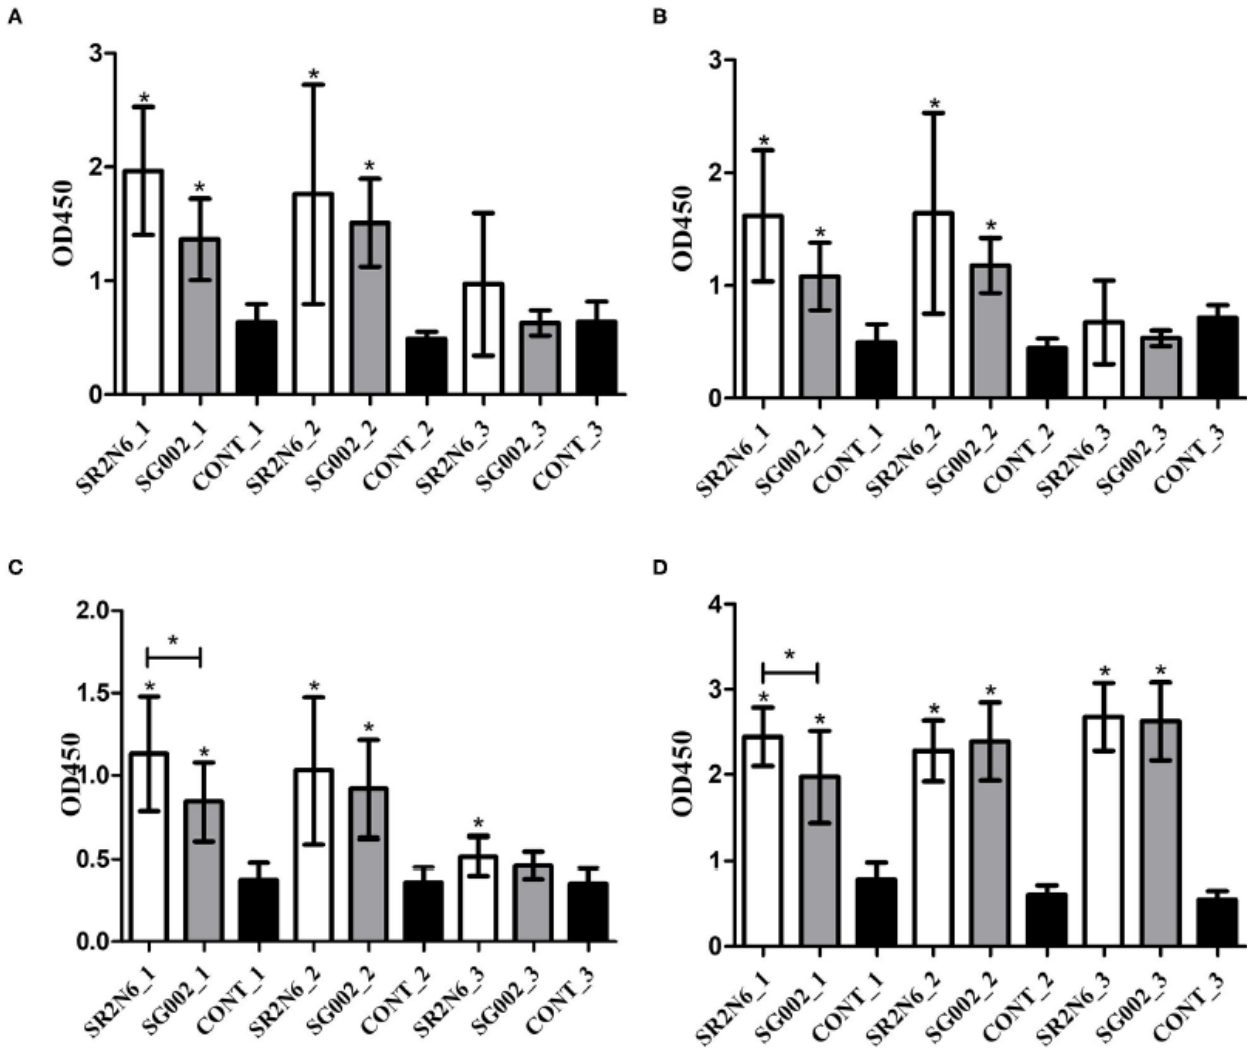 A
3
2
1
0
OD450
*
*
*
*
SR2N6_1
SG002_1
CONT_1
SR2N6_2
SG002_2
CONT_2
SR2N6_3
SG002_3
CONT_3
B
3
2
1
0
OD450
*
*
*
*
SR2N6_1
SG002_1
CONT_1
SR2N6_2
SG002_2
CONT_2
SR2N6_3
SG002_3
CONT_3
C
2.0
1.5
1.0
0.5
0.0
OD450
*
*
*
*
*
*
SR2N6_1
SG002_1
CONT_1
SR2N6_2
SG002_2
CONT_2
SR2N6_3
SG002_3
CONT_3
D
4
3
2
1
0
OD450
*
*
*
*
*
*
*
SR2N6_1
SG002_1
CONT_1
SR2N6_2
SG002_2
CONT_2
SR2N6_3
SG002_3
CONT_3